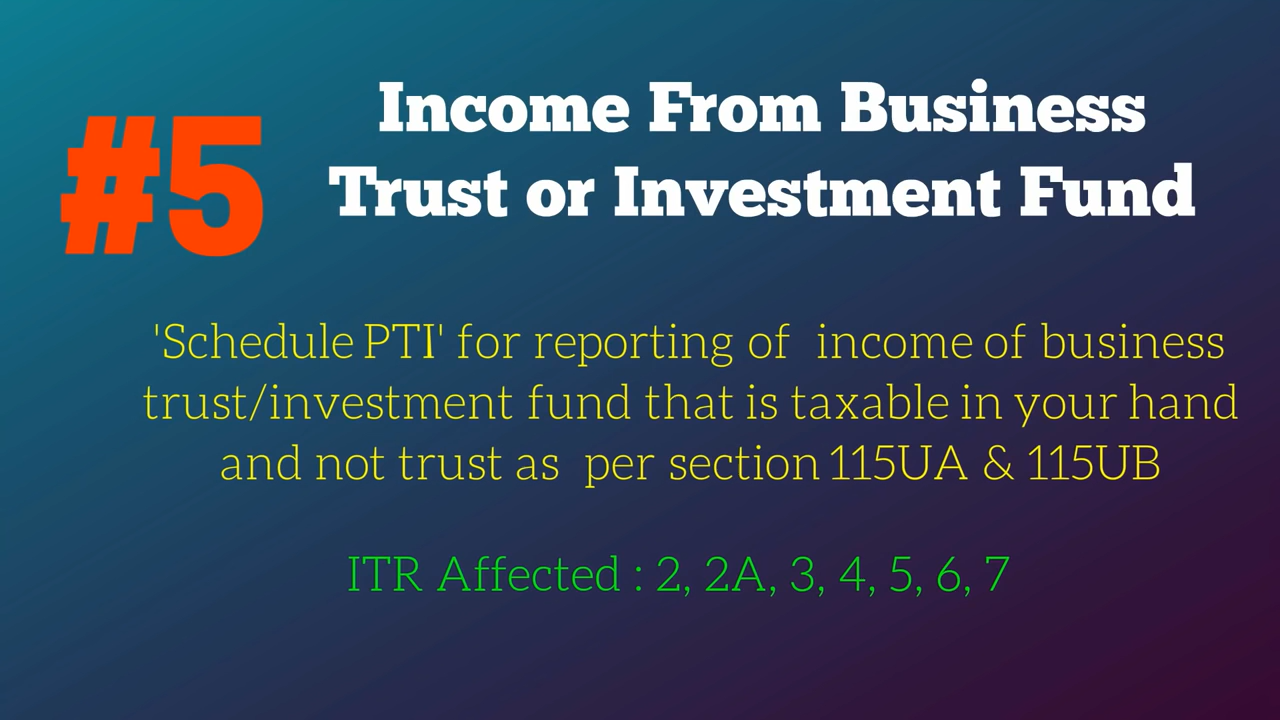 #5
Income From Business
Trust or Investment Fund
'Schedule PTI' for reporting of income of business
trust/investment fund that is taxable in your hand
and not trust as per section 115UA & 115UB
ITR Affected : 2, 2A, 3, 4, 5, 6, 7